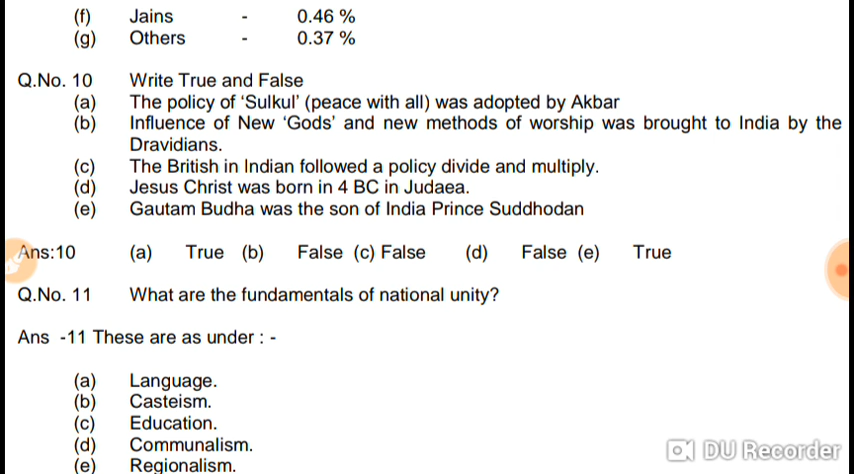 (f) Jains - 0.46 %
(g) Others - 0.37 %
Q.No. 10 Write True and False
(a) The policy of ‘Sulkul’ (peace with all) was adopted by Akbar
(b) Influence of New ‘Gods’ and new methods of worship was brought to India by the
Dravidians.
(c) The British in Indian followed a policy divide and multiply.
(d) Jesus Christ was born in 4 BC in Judaea.
(e) Gautam Budha was the son of India Prince Suddhodan
Ans:10 (a) True (b) False (c) False (d) False (e) True
Q.No. 11 What are the fundamentals of national unity?
Ans -11 These are as under : -
(a) Language.
(b) Casteism.
(c) Education.
(d) Communalism.
(e) Regionalism.
DU Recorder